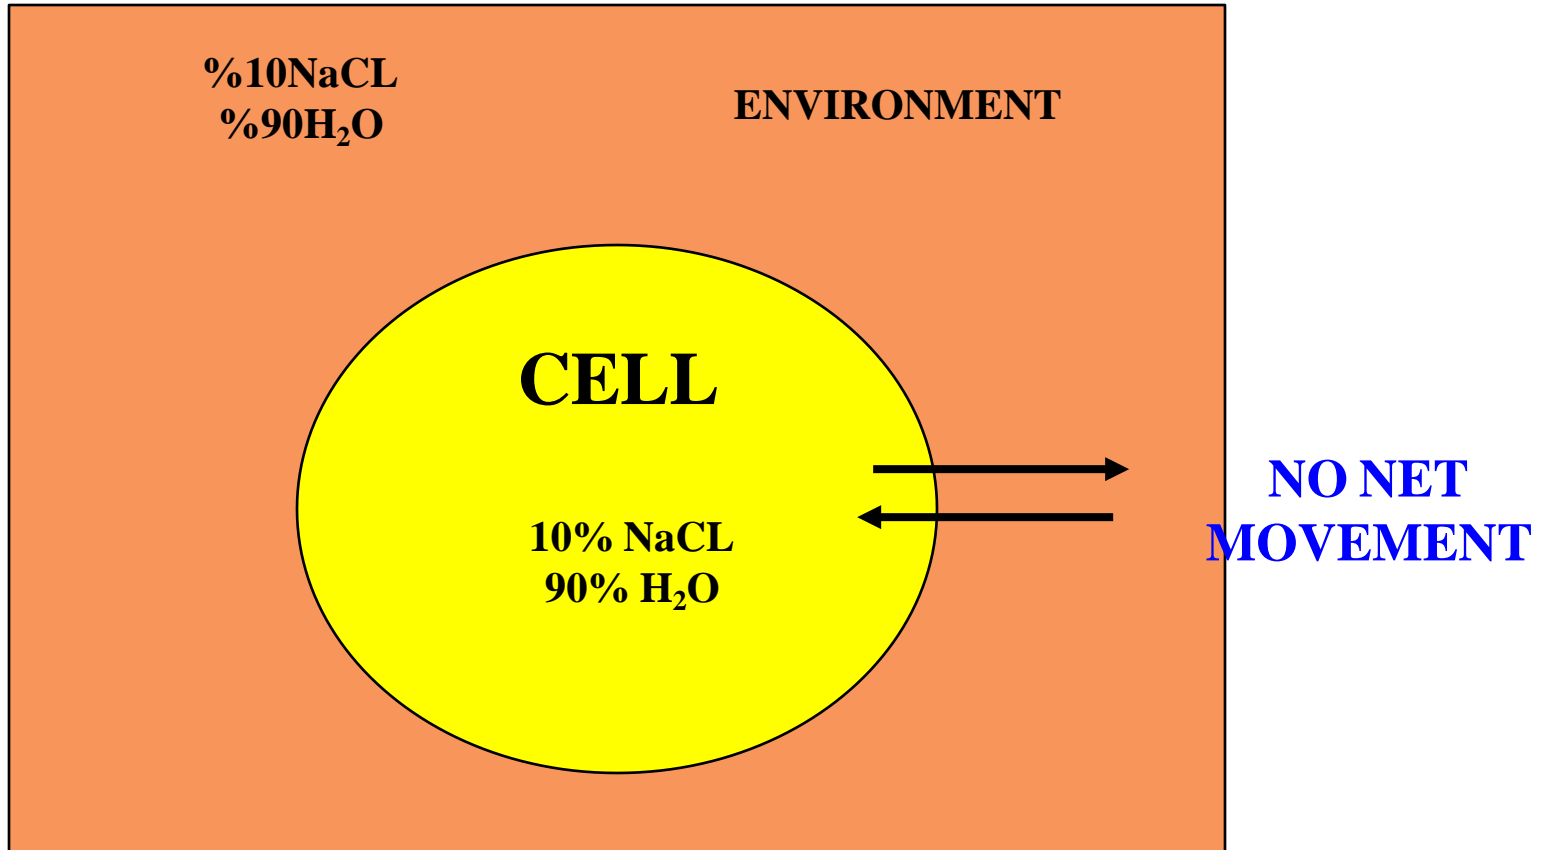 %10NaCL
%90H₂O
ENVIRONMENT
CELL
10% NaCL
90% H₂O
NO NET
MOVEMENT